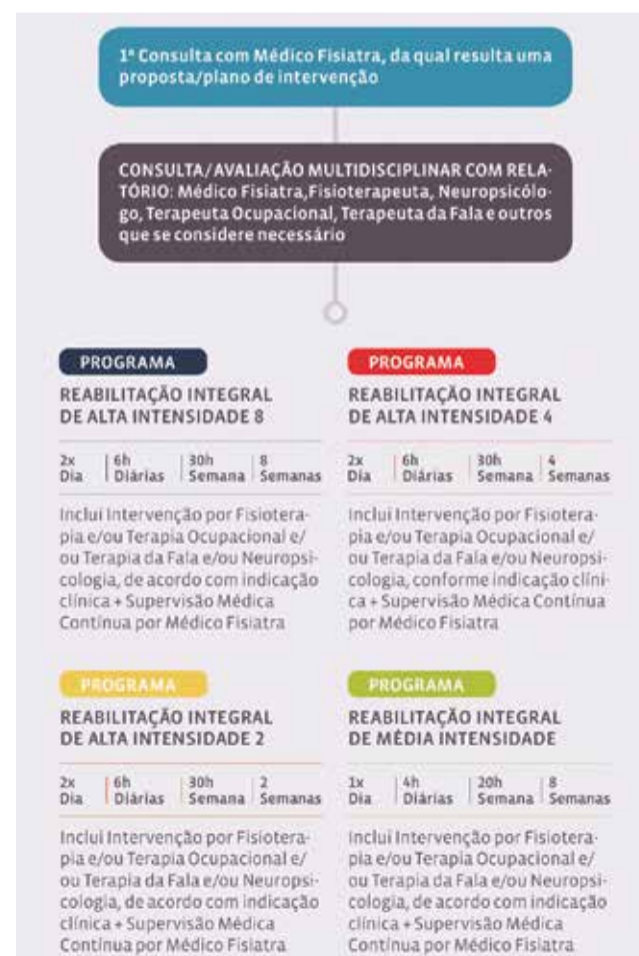 1ª Consulta com Médico Fisiatra, da qual resulta uma
proposta/plano de intervenção
CONSULTA/AVALIAÇÃO MULTIDISCIPLINAR COM RELA-
TÓRIO: Médico Fisiatra,Fisioterapeuta, Neuropsicólo-
go, Terapeuta Ocupacional, Terapeuta da Fala e outros
que se considere necessário
PROGRAMA
REABILITAÇÃO INTEGRAL
DE ALTA INTENSIDADE 8
2x Dia
6h Diárias
30h Semana
8 Semanas
Inclui Intervenção por Fisiotera-
pia e/ou Terapia Ocupacional e/
ou Terapia da Fala e/ou Neuropsi-
cologia, de acordo com indicação
clínica + Supervisão Médica
Contínua por Médico Fisiatra
PROGRAMA
REABILITAÇÃO INTEGRAL
DE ALTA INTENSIDADE 4
2x Dia
6h Diárias
30h Semana
4 Semanas
Inclui Intervenção por Fisiotera-
pia e/ou Terapia Ocupacional e/
ou Terapia da Fala e/ou Neuropsi-
cologia, conforme indicação clíni-
ca + Supervisão Médica Contínua
por Médico Fisiatra
PROGRAMA
REABILITAÇÃO INTEGRAL
DE ALTA INTENSIDADE 2
2x Dia
6h Diárias
30h Semana
2 Semanas
Inclui Intervenção por Fisiotera-
pia e/ou Terapia Ocupacional e/
ou Terapia da Fala e/ou Neuropsi-
cologia, de acordo com indicação
clínica + Supervisão Médica
Contínua por Médico Fisiatra
PROGRAMA
REABILITAÇÃO INTEGRAL
DE MÉDIA INTENSIDADE
1x Dia
4h Diárias
20h Semana
8 Semanas
Inclui Intervenção por Fisiotera-
pia e/ou Terapia Ocupacional e/
ou Terapia da Fala e/ou Neuropsi-
cologia, de acordo com indicação
clínica + Supervisão Médica
Contínua por Médico Fisiatra